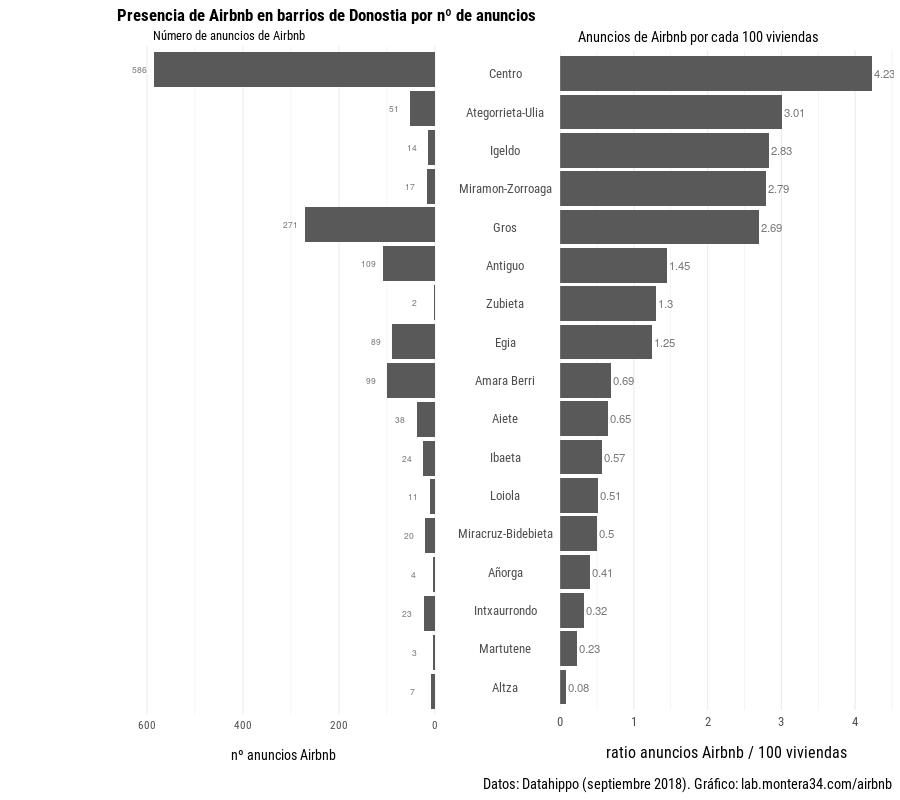 Presencia de Airbnb en barrios de Donostia por nº de anuncios
Número de anuncios de Airbnb
Anuncios de Airbnb por cada 100 viviendas
586 Centro 4.23
51 Ategorrieta-Ulia 3.01
14 Igeldo 2.83
17 Miramon-Zorroaga 2.79
271 Gros 2.69
109 Antiguo 1.45
2 Zubieta 1.3
89 Egia 1.25
99 Amara Berri 0.69
38 Aiete 0.65
24 Ibaeta 0.57
11 Loiola 0.51
20 Miracruz-Bidebieta 0.5
4 Añorga 0.41
23 Intxaurrondo 0.32
3 Martutene 0.23
7 Altza 0.08
600 400 200 0
0 1 2 3 4
nº anuncios Airbnb
ratio anuncios Airbnb / 100 viviendas
Datos: Datahippo (septiembre 2018). Gráfico: lab.montera34.com/airbnb